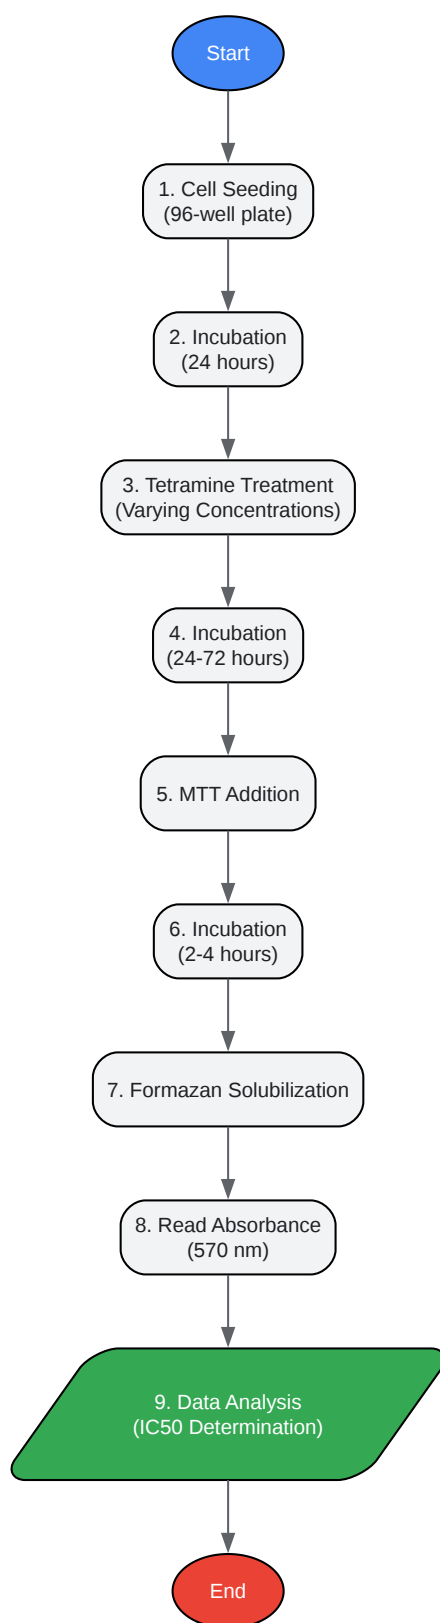 Start
1. Cell Seeding
(96-well plate)
2. Incubation
(24 hours)
3. Tetramine Treatment
(Varying Concentrations)
4. Incubation
(24-72 hours)
5. MTT Addition
6. Incubation
(2-4 hours)
7. Formazan Solubilization
8. Read Absorbance
(570 nm)
9. Data Analysis
(IC50 Determination)
End